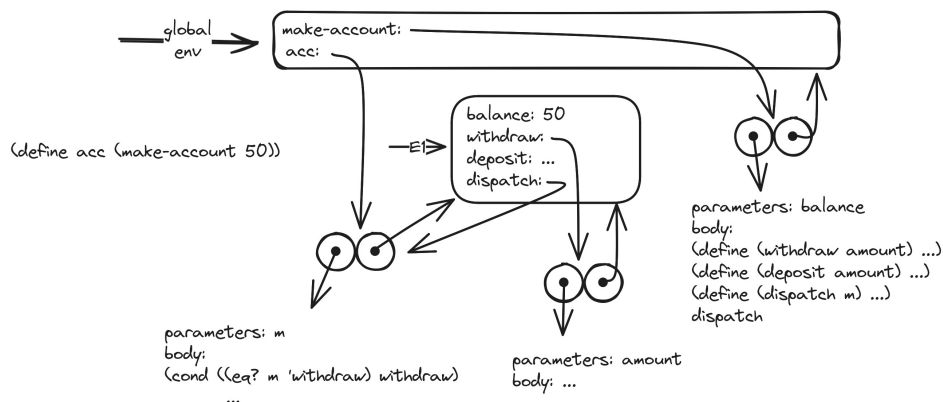 global
env
make-account:
acc:
(define acc (make-account 50))
E1
balance: 50
withdraw:
deposit: ...
dispatch:
parameters: balance
body:
(define (withdraw amount) ...)
(define (deposit amount) ...)
(define (dispatch m) ...)
dispatch
parameters: m
body:
(cond ((eq? m 'withdraw) withdraw)
...
parameters: amount
body: ...